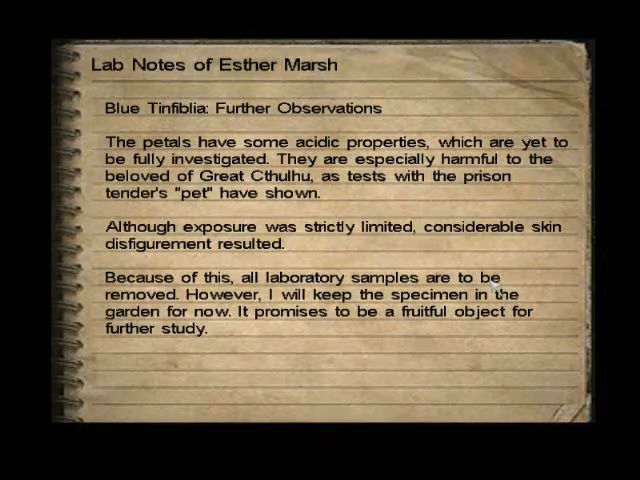 Lab Notes of Esther Marsh
Blue Tinfiblia: Further Observations
The petals have some acidic properties, which are yet to
be fully investigated. They are especially harmful to the
beloved of Great Cthulhu, as tests with the prison
tender's "pet" have shown.
Although exposure was strictly limited, considerable skin
disfigurement resulted.
Because of this, all laboratory samples are to be
removed. However, I will keep the specimen in the
garden for now. It promises to be a fruitful object for
further study.